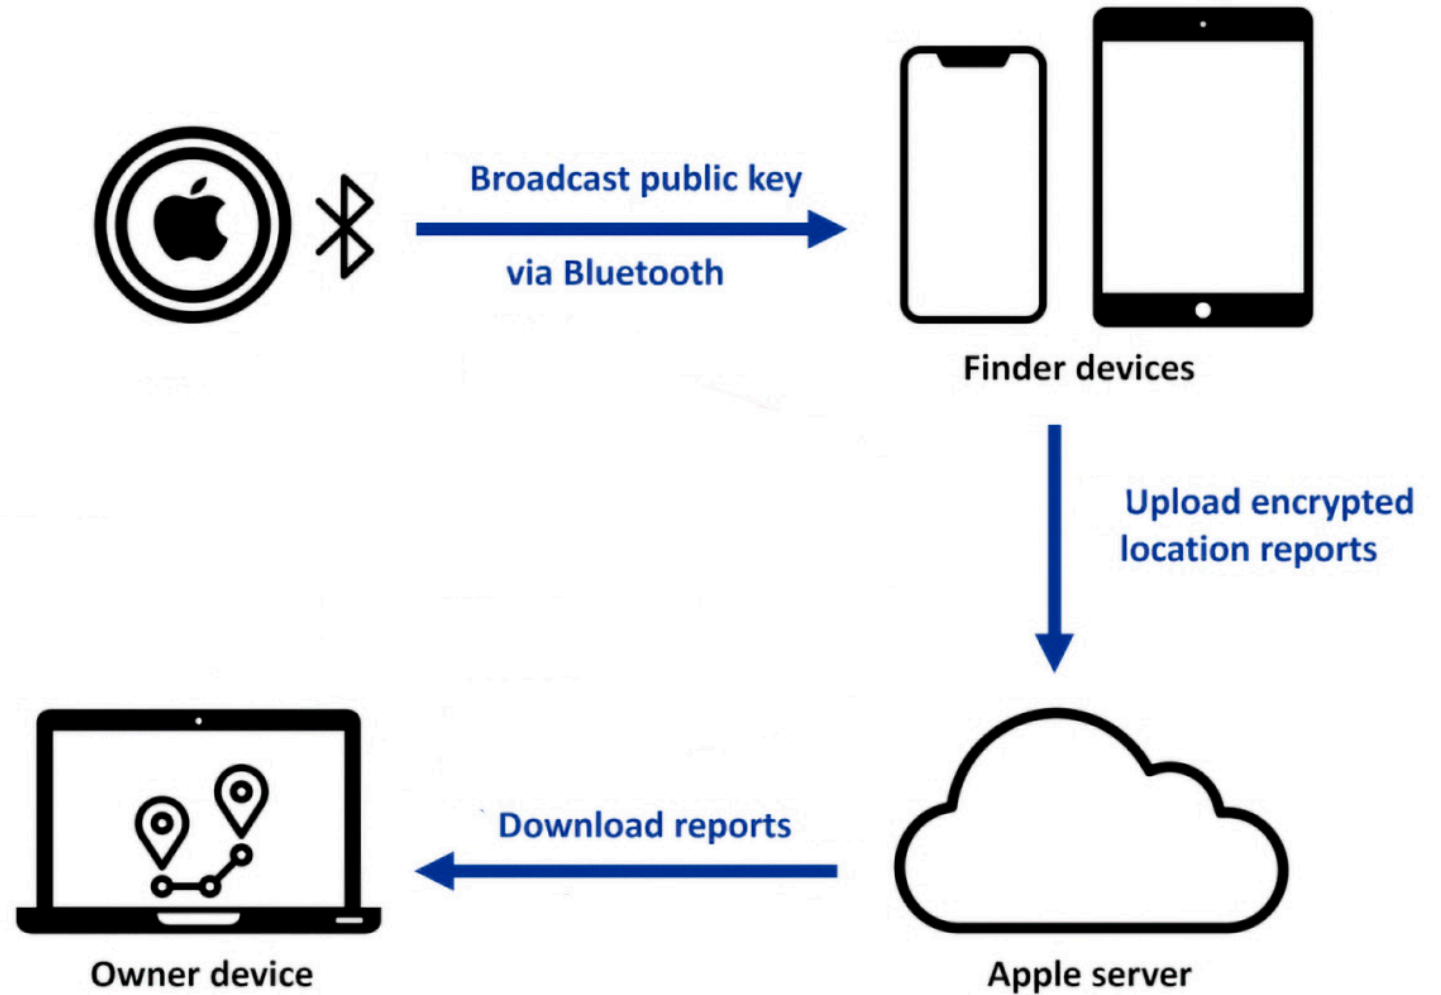 Broadcast public key
via Bluetooth
Finder devices
Upload encrypted
location reports
Download reports
Owner device
Apple server